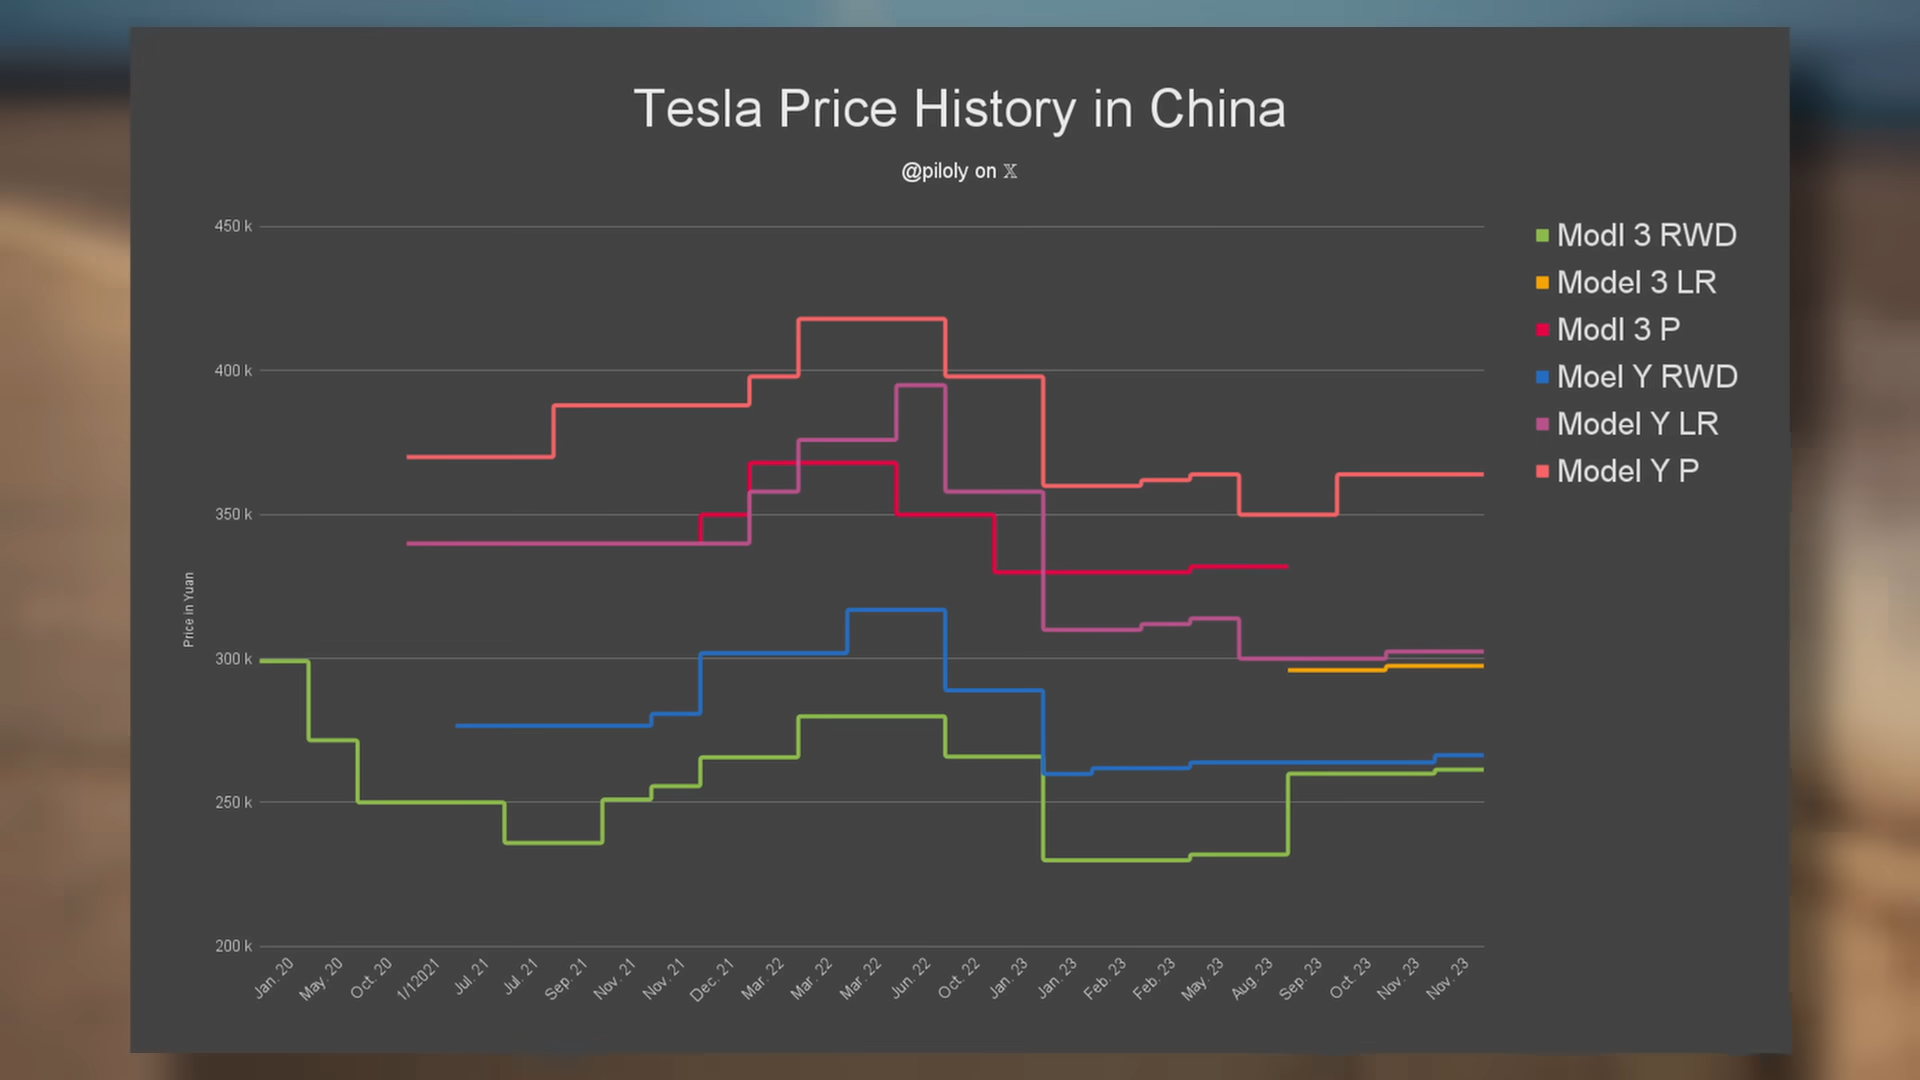 Tesla Price History in China
@piloly on 𝕏
450 k
400 k
350 k
300 k
250 k
200 k
Price in Yuan
Jan. 20
May. 20
Oct. 20
1/12021
Jul. 21
Jul. 21
Sep. 21
Nov. 21
Nov. 21
Dec. 21
Mar. 22
Mar. 22
Mar. 22
Jun. 22
Oct. 22
Jan. 23
Jan. 23
Feb. 23
Feb. 23
May. 23
Aug. 23
Sep. 23
Oct. 23
Nov. 23
Nov. 23
Modl 3 RWD
Model 3 LR
Modl 3 P
Moel Y RWD
Model Y LR
Model Y P